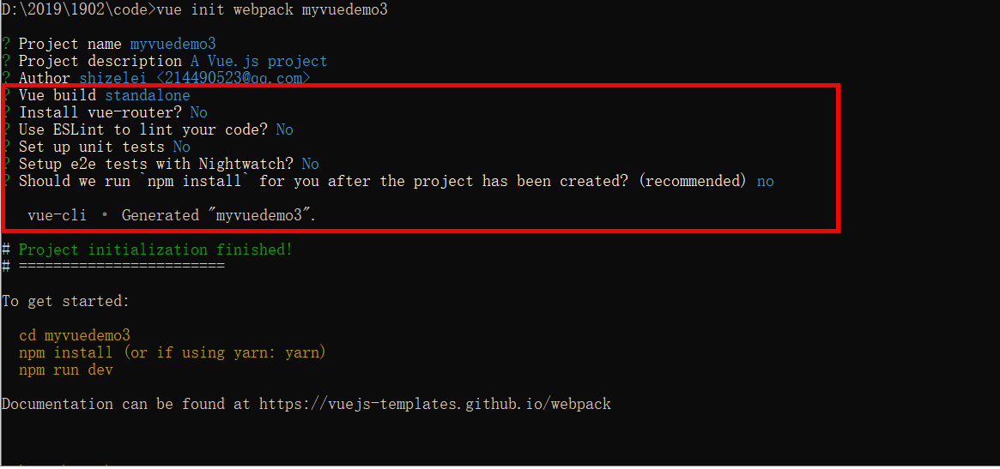 D:\2019\1902\code>vue init webpack myvuedemo3
? Project name myvuedemo3
? Project description A Vue.js project
? Author shizelei <214490523@qq.com>
? Vue build standalone
? Install vue-router? No
? Use ESLint to lint your code? No
? Set up unit tests No
? Setup e2e tests with Nightwatch? No
? Should we run `npm install` for you after the project has been created? (recommended) no
vue-cli · Generated "myvuedemo3".
# Project initialization finished!
# ========================
To get started:
cd myvuedemo3
npm install (or if using yarn: yarn)
npm run dev
Documentation can be found at https://vuejs-templates.github.io/webpack